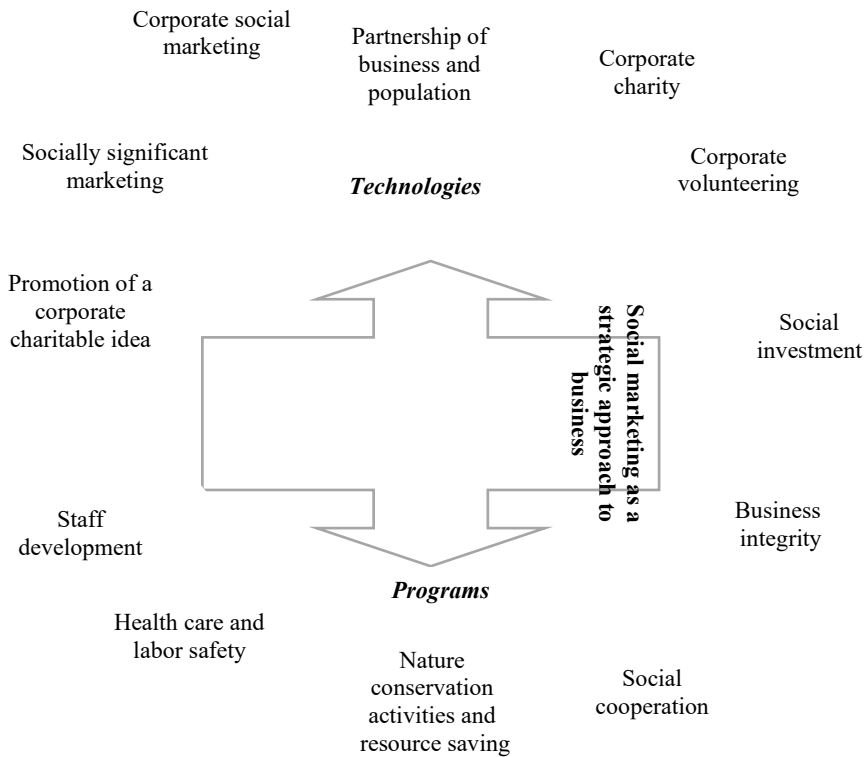 Corporate social
marketing
Partnership of
business and
population
Corporate
charity
Socially significant
marketing
Technologies
Corporate
volunteering
Promotion of a
corporate
charitable idea
Social marketing as a
strategic approach to
business
Social
investment
Staff
development
Business
integrity
Programs
Health care and
labor safety
Nature
conservation
activities and
resource saving
Social
cooperation